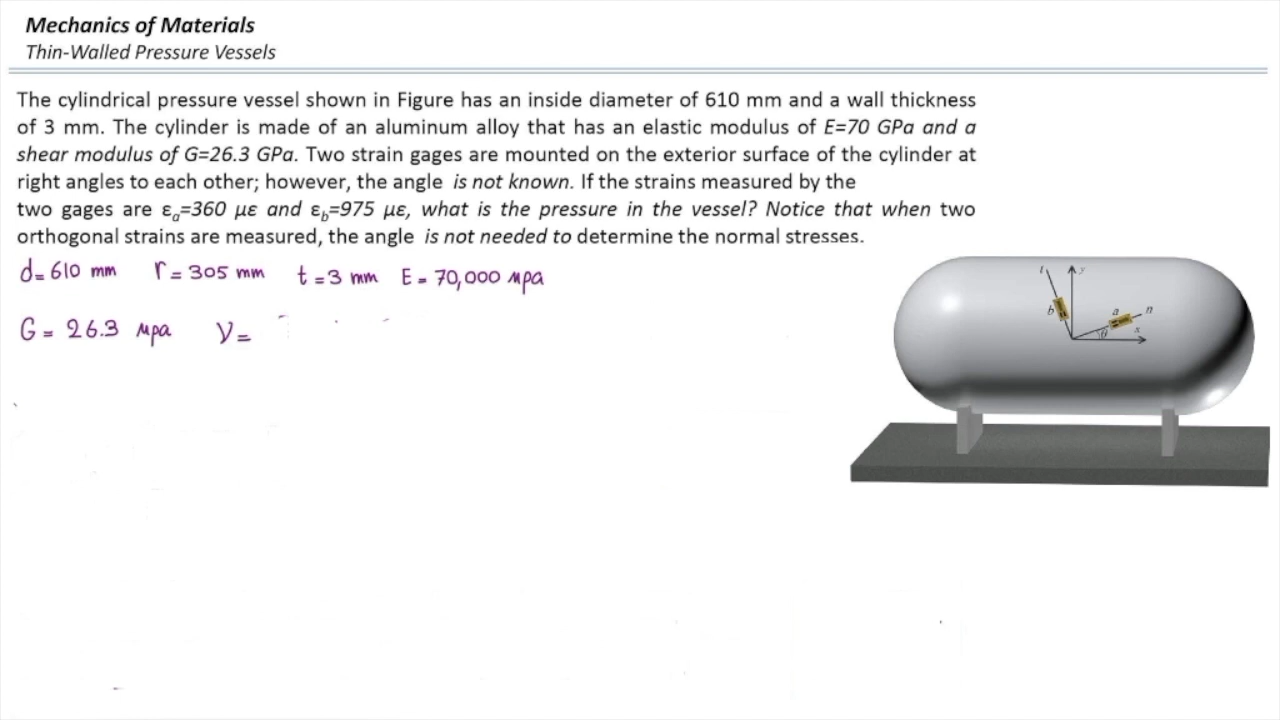 Mechanics of Materials
Thin-Walled Pressure Vessels
The cylindrical pressure vessel shown in Figure has an inside diameter of 610 mm and a wall thickness
of 3 mm. The cylinder is made of an aluminum alloy that has an elastic modulus of E=70 GPa and a
shear modulus of G=26.3 GPa. Two strain gages are mounted on the exterior surface of the cylinder at
right angles to each other; however, the angle is not known. If the strains measured by the
two gages are εa=360 με and εb=975 με, what is the pressure in the vessel? Notice that when two
orthogonal strains are measured, the angle is not needed to determine the normal stresses.
d=610 mm r=305 mm t=3 mm E=70,000 Mpa
G= 26.3 Mpa ν=
t y
b a n
θ x